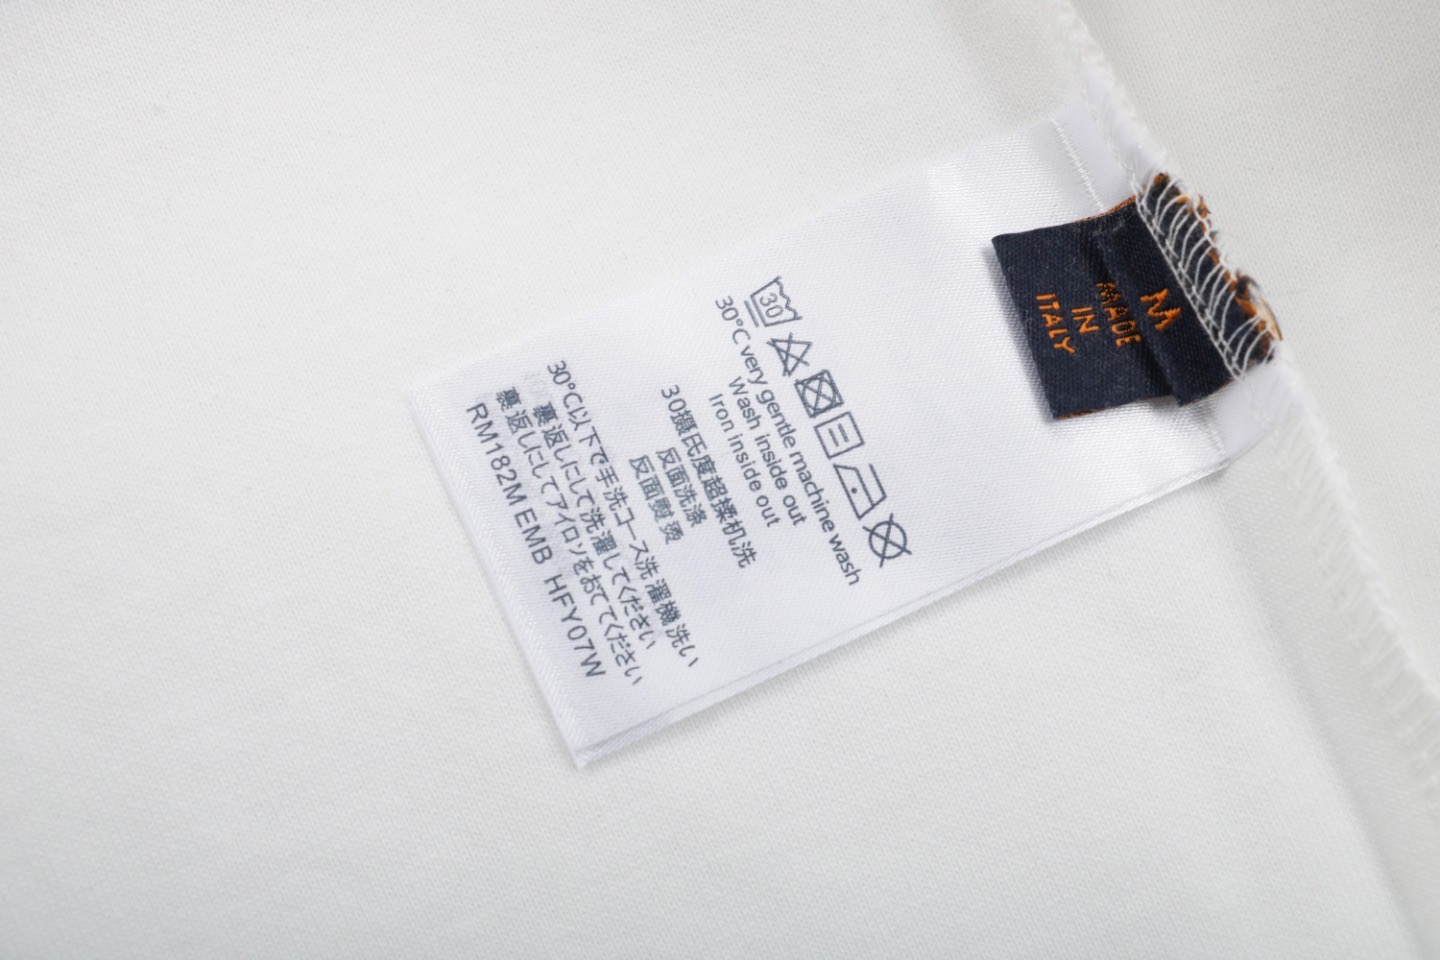 M
MADE
IN
ITALY
30
30°C very gentle machine wash
Wash inside out
Iron inside out
30摄氏度超揉机洗
反面洗涤
反面熨烫
30℃以下で手洗コース洗濯機洗い
裏返しにして洗濯してください
裏返しにしてアイロンをおててください
RM182M EMB HFY07W